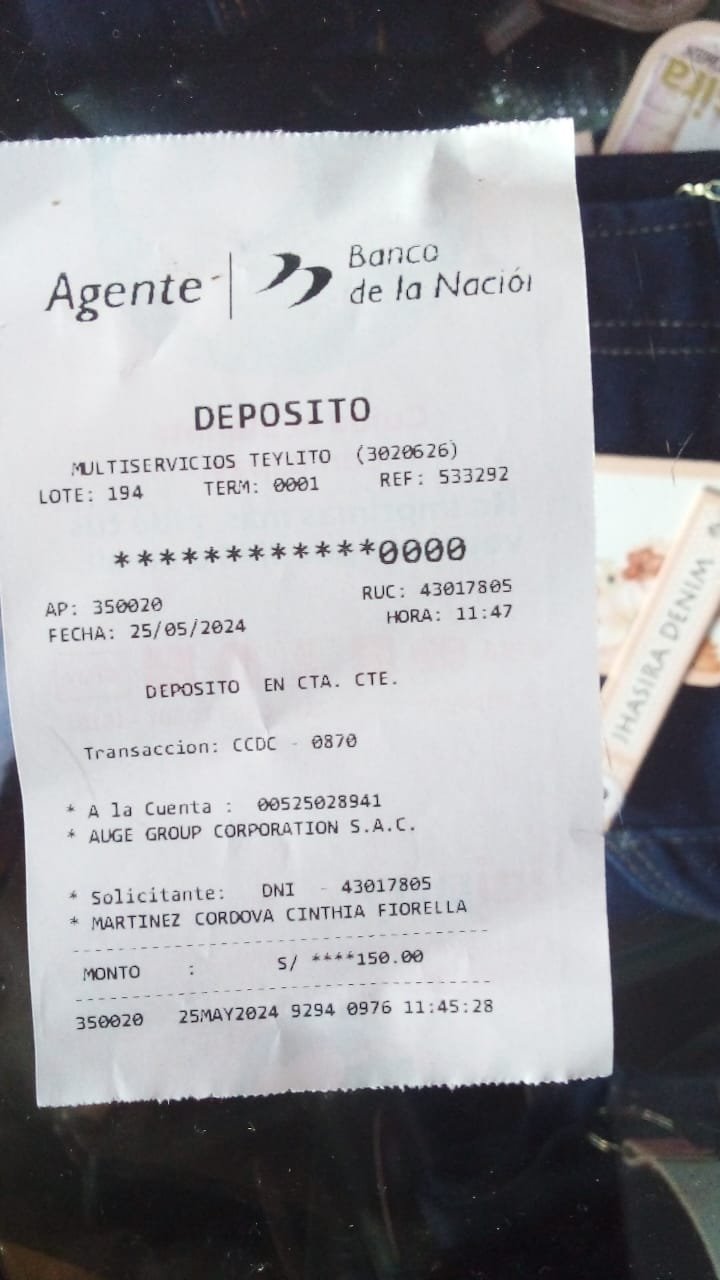 Agente
Banco
de la Nación
DEPOSITO
MULTISERVICIOS TEYLITO (3020626)
LOTE: 194 TERM: 0001 REF: 533292
************0000
AP: 350020 RUC: 43017805
FECHA: 25/05/2024 HORA: 11:47
DEPOSITO EN CTA. CTE.
Transaccion: CCDC - 0870
* A la Cuenta : 00525028941
* AUGE GROUP CORPORATION S.A.C.
* Solicitante: DNI - 43017805
* MARTINEZ CORDOVA CINTHIA FIORELLA
MONTO : S/ ****150.00
350020 25MAY2024 9294 0976 11:45:28
JHASIRA DENIM